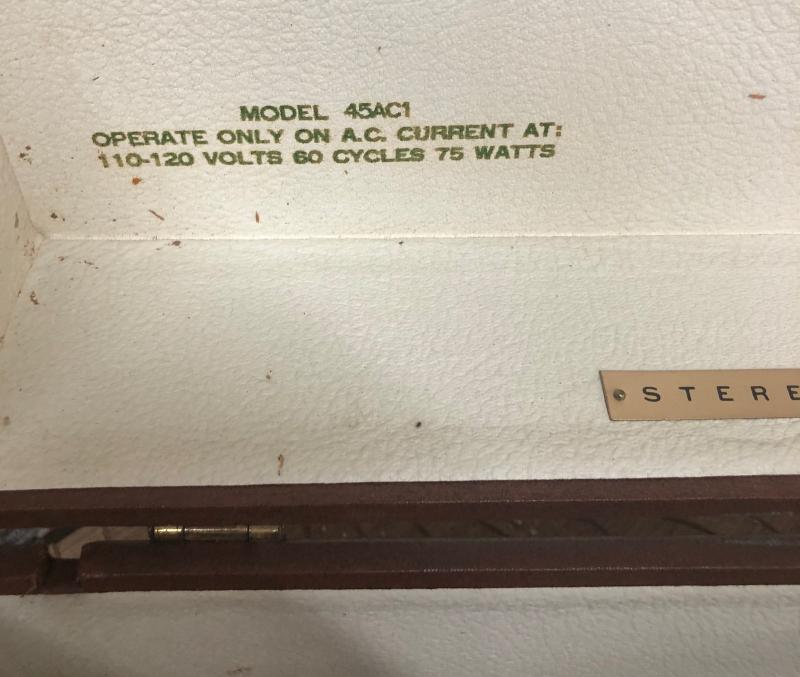 MODEL 45AC1
OPERATE ONLY ON A.C. CURRENT AT:
110-120 VOLTS 60 CYCLES 75 WATTS
STERE